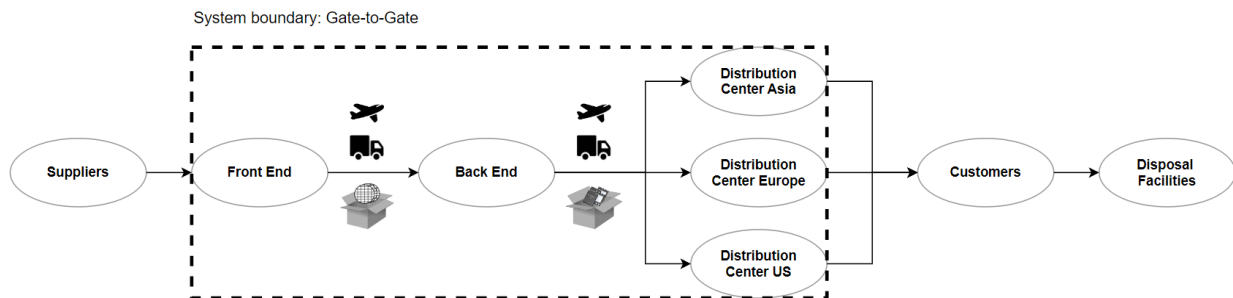 System boundary: Gate-to-Gate
Suppliers
Front End
Back End
Distribution
Center Asia
Distribution
Center Europe
Distribution
Center US
Customers
Disposal
Facilities